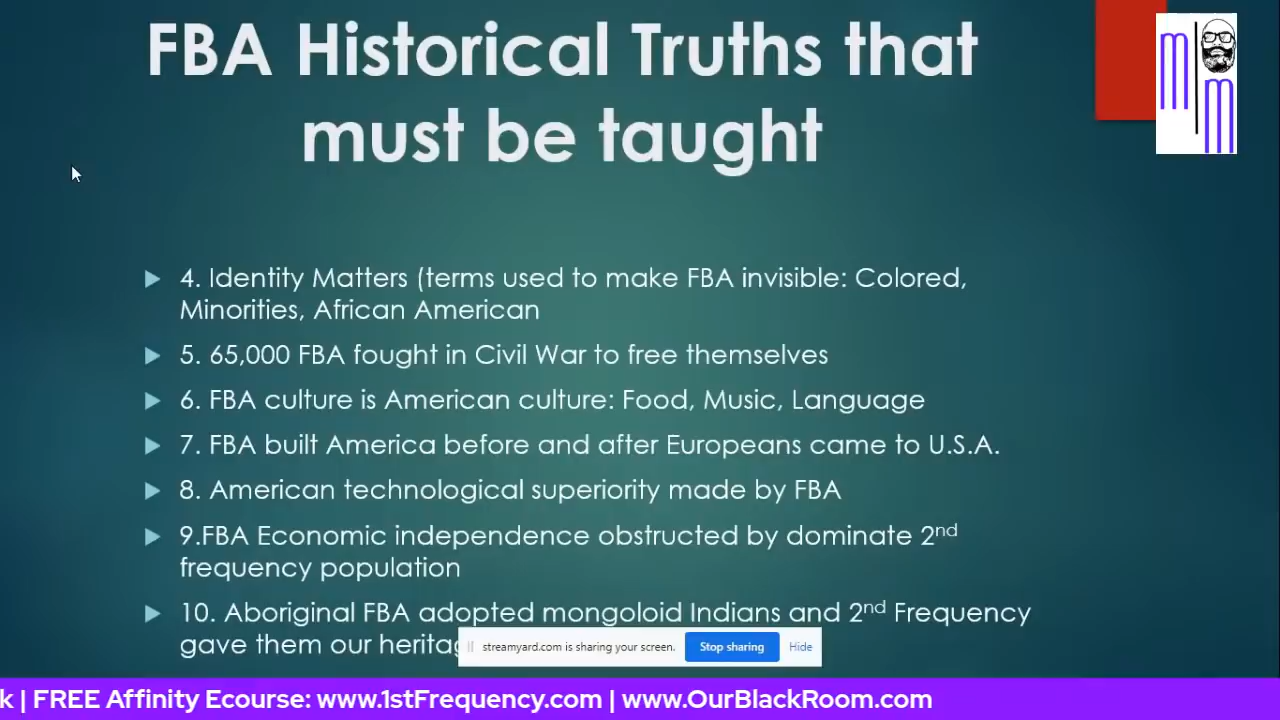 FBA Historical Truths that
must be taught
4. Identity Matters (terms used to make FBA invisible: Colored,
Minorities, African American
5. 65,000 FBA fought in Civil War to free themselves
6. FBA culture is American culture: Food, Music, Language
7. FBA built America before and after Europeans came to U.S.A.
8. American technological superiority made by FBA
9.FBA Economic independence obstructed by dominate 2nd
frequency population
10. Aboriginal FBA adopted mongoloid Indians and 2nd Frequency
gave them our
streamyard.com is sharing your screen. Stop sharing Hide
k | FREE Affinity Ecourse: www.1stFrequency.com | www.OurBlackRoom.com
m m